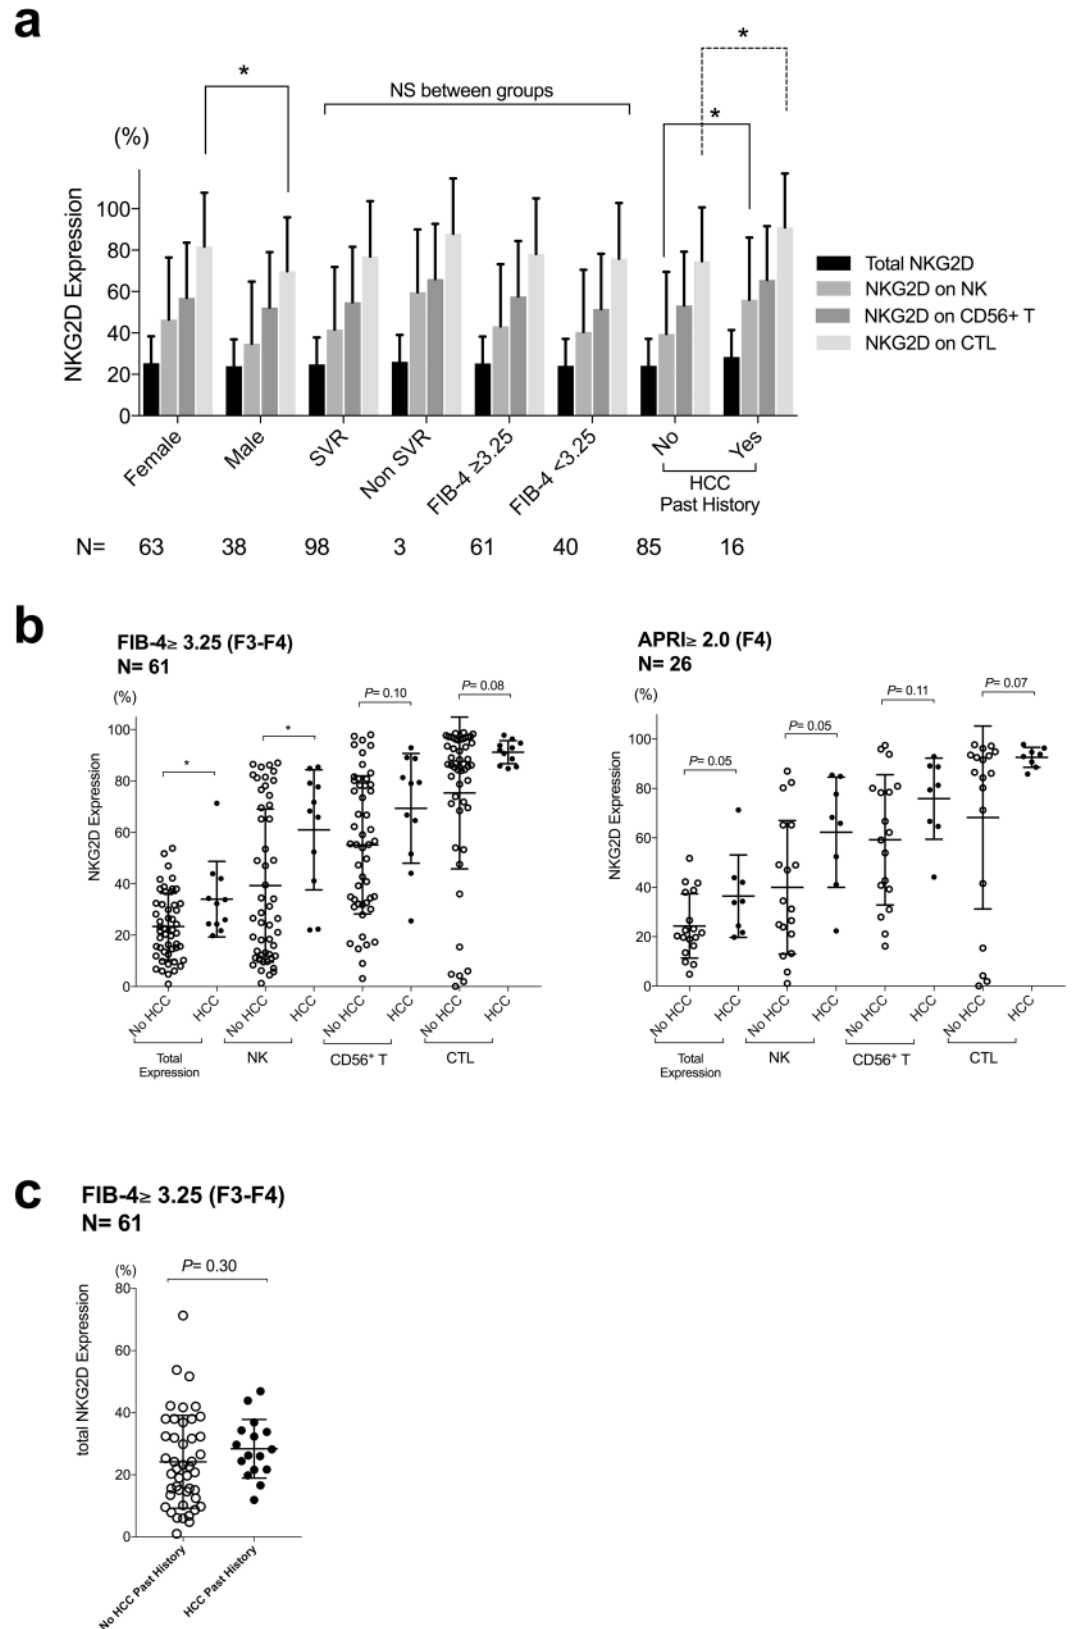 a
*
*
NS between groups
*
(%)
NKG2D Expression
100
80
60
40
20
0
Total NKG2D
NKG2D on NK
NKG2D on CD56+ T
NKG2D on CTL
Female
Male
SVR
Non SVR
FIB-4 ≥3.25
FIB-4 <3.25
No
Yes
HCC
Past History
N= 63 38 98 3 61 40 85 16
b
FIB-4≥ 3.25 (F3-F4)
N= 61
(%)
NKG2D Expression
100
80
60
40
20
0
*
*
P= 0.10
P= 0.08
No HCC
HCC
No HCC
HCC
No HCC
HCC
No HCC
HCC
Total
Expression
NK
CD56+ T
CTL
APRI≥ 2.0 (F4)
N= 26
(%)
NKG2D Expression
100
80
60
40
20
0
P= 0.05
P= 0.05
P= 0.11
P= 0.07
No HCC
HCC
No HCC
HCC
No HCC
HCC
No HCC
HCC
Total
Expression
NK
CD56+ T
CTL
c
FIB-4≥ 3.25 (F3-F4)
N= 61
(%)
P= 0.30
total NKG2D Expression
80
60
40
20
0
No HCC Past History
HCC Past History